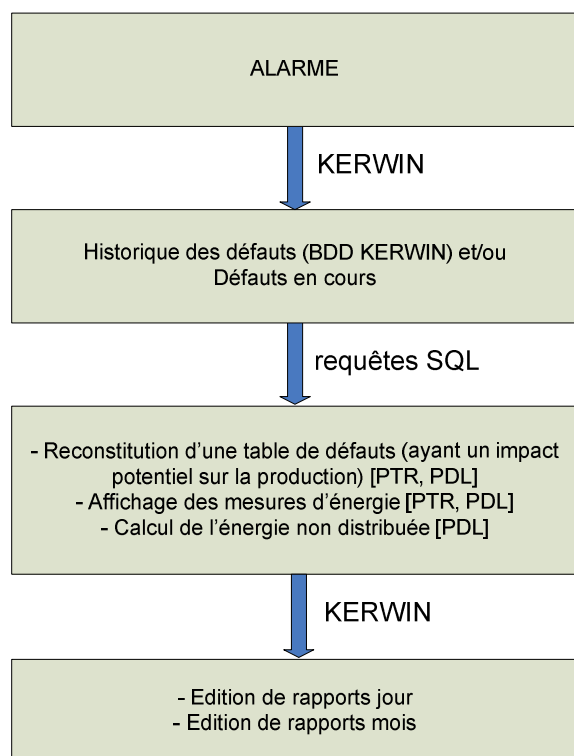 ALARME
KERWIN
Historique des défauts (BDD KERWIN) et/ou
Défauts en cours
requêtes SQL
- Reconstitution d'une table de défauts (ayant un impact
potentiel sur la production) [PTR, PDL]
- Affichage des mesures d'énergie [PTR, PDL]
- Calcul de l'énergie non distribuée [PDL]
KERWIN
- Edition de rapports jour
- Edition de rapports mois